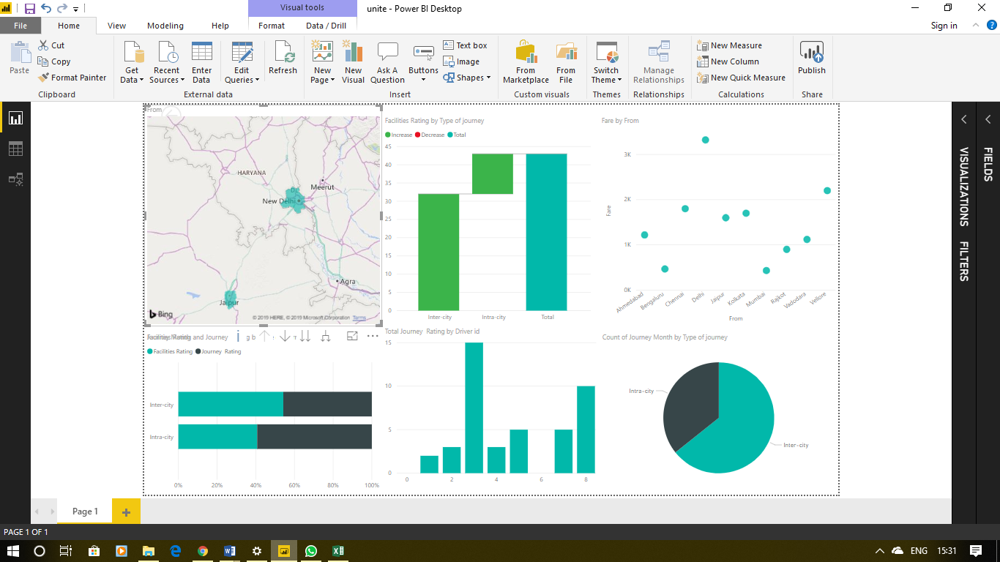 Visual tools
unite - Power BI Desktop
File Home View Modeling Help Format Data / Drill Sign in
Paste
Cut
Copy
Format Painter
Clipboard
Get Data
Recent Sources
Enter Data
Edit Queries
Refresh
External data
New Page
New Visual
Ask A Question
Buttons
Text box
Image
Shapes
Insert
From Marketplace
From File
Custom visuals
Switch Theme
Themes
Manage Relationships
Relationships
New Measure
New Column
New Quick Measure
Calculations
Publish
Share
From
HARYANA
Meerut
New Delhi
Agra
Jaipur
Bing
© 2019 HERE, © 2019 Microsoft Corporation Terms
Facilities Rating by Type of journey
Increase Decrease Total
45
40
35
30
25
20
15
10
5
0
Inter-city Intra-city Total
Fare by From
Fare
3K
2K
1K
0K
Ahmedabad Bengaluru Chennai Delhi Jaipur Kolkata Mumbai Rajkot Vadodara Vellore
From
VISUALIZATIONS
FILTERS
FIELDS
Rating and Journey
Facilities Rating Journey Rating
Inter-city
Intra-city
0% 20% 40% 60% 80% 100%
Total Journey Rating by Driver id
15
10
5
0
0 2 4 6 8
Count of Journey Month by Type of journey
Intra-city
Inter-city
Page 1
PAGE 1 OF 1
ENG 15:31